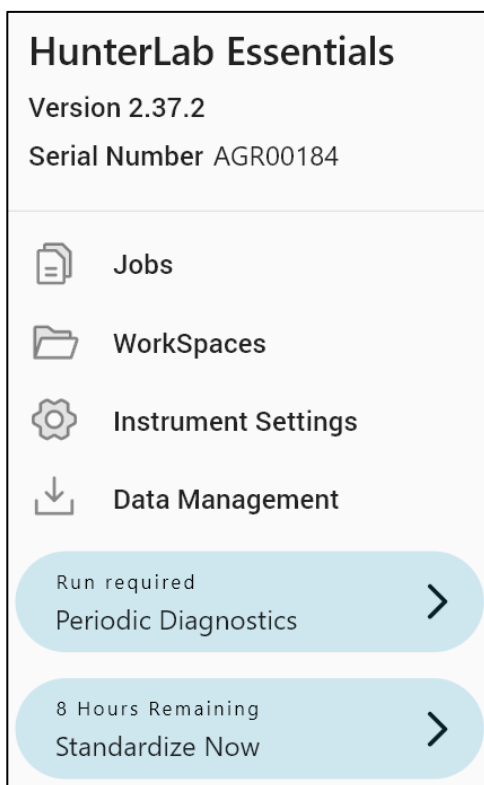 HunterLab Essentials
Version 2.37.2
Serial Number AGR00184
Jobs
WorkSpaces
Instrument Settings
Data Management
Run required
Periodic Diagnostics
8 Hours Remaining
Standardize Now